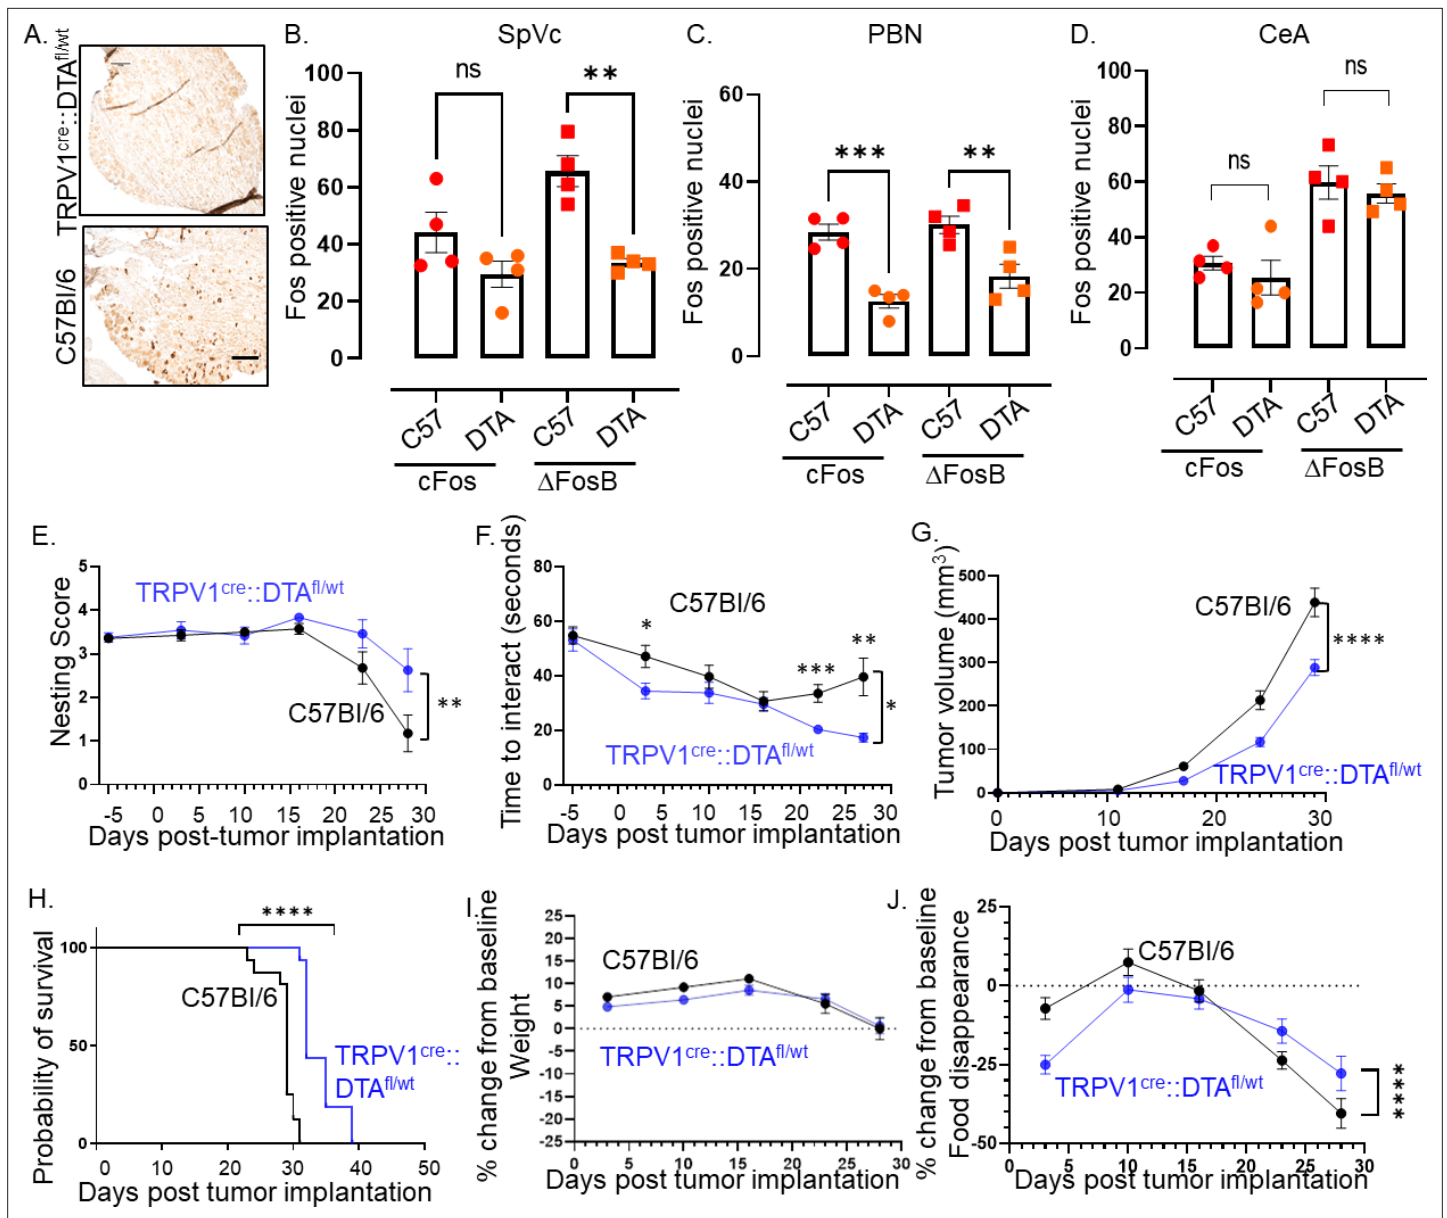 A.
TRPV1cre::DTAfl/wt
C57Bl/6
B.
SpVc
Fos positive nuclei
100
80
60
40
20
0
ns
**
C57
DTA
C57
DTA
cFos
ΔFosB
C.
PBN
Fos positive nuclei
60
40
20
0
***
**
C57
DTA
C57
DTA
cFos
ΔFosB
D.
CeA
Fos positive nuclei
100
80
60
40
20
0
ns
ns
C57
DTA
C57
DTA
cFos
ΔFosB
E.
Nesting Score
5
4
3
2
1
0
TRPV1cre::DTAfl/wt
C57Bl/6
**
-5 0 5 10 15 20 25 30
Days post-tumor implantation
F.
Time to interact (seconds)
80
60
40
20
0
C57Bl/6
*
***
**
*
TRPV1cre::DTAfl/wt
-5 0 5 10 15 20 25 30
Days post tumor implantation
G.
Tumor volume (mm3)
500
400
300
200
100
0
C57Bl/6
****
TRPV1cre::DTAfl/wt
0 10 20 30
Days post tumor implantation
H.
Probability of survival
100
50
0
****
C57Bl/6
TRPV1cre::
DTAfl/wt
0 10 20 30 40 50
Days post tumor implantation
I.
% change from baseline
Weight
25
20
15
10
5
0
-5
-10
-15
-20
-25
C57Bl/6
TRPV1cre::DTAfl/wt
0 5 10 15 20 25 30
Days post tumor implantation
J.
% change from baseline
Food disappearance
25
0
-25
-50
C57Bl/6
TRPV1cre::DTAfl/wt
****
0 5 10 15 20 25 30
Days post tumor implantation